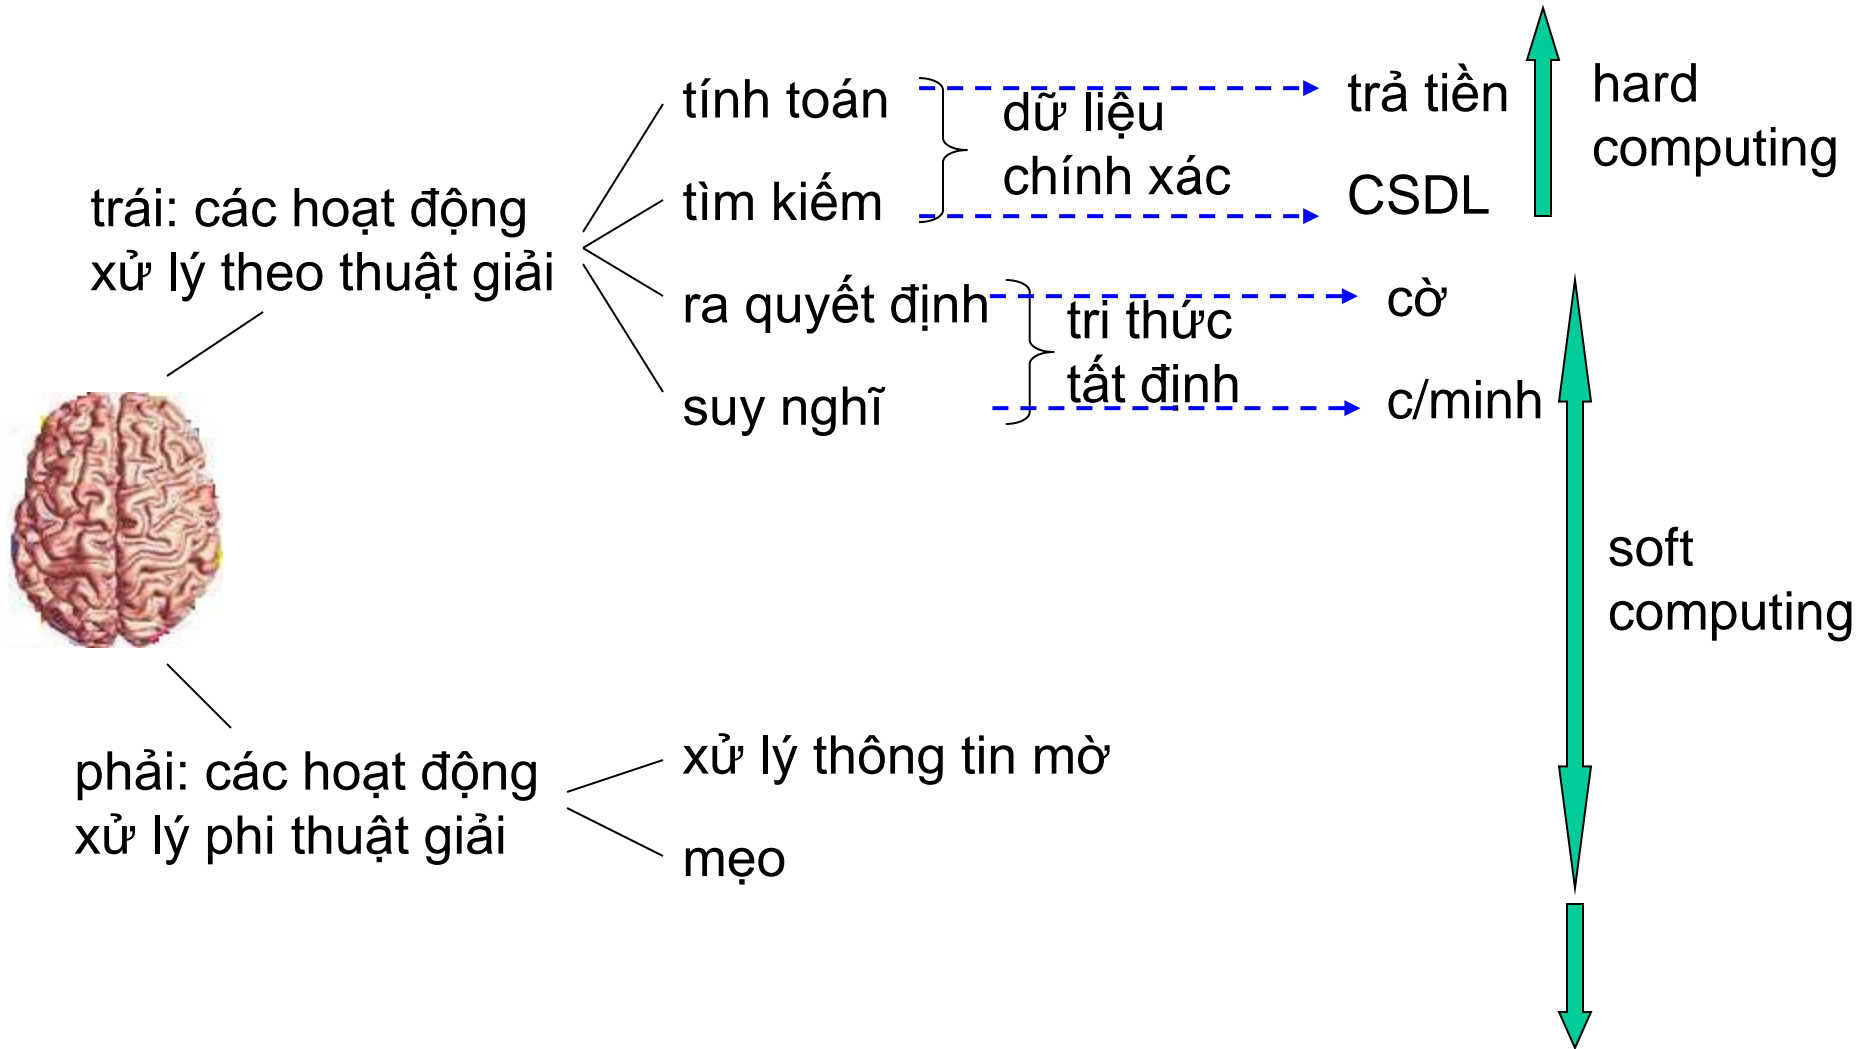 trái: các hoạt động
xử lý theo thuật giải
tính toán
tìm kiếm
ra quyết định
suy nghĩ
dữ liệu
chính xác
tri thức
tất định
trả tiền
CSDL
cờ
c/minh
hard
computing
soft
computing
phải: các hoạt động
xử lý phi thuật giải
xử lý thông tin mờ
mẹo